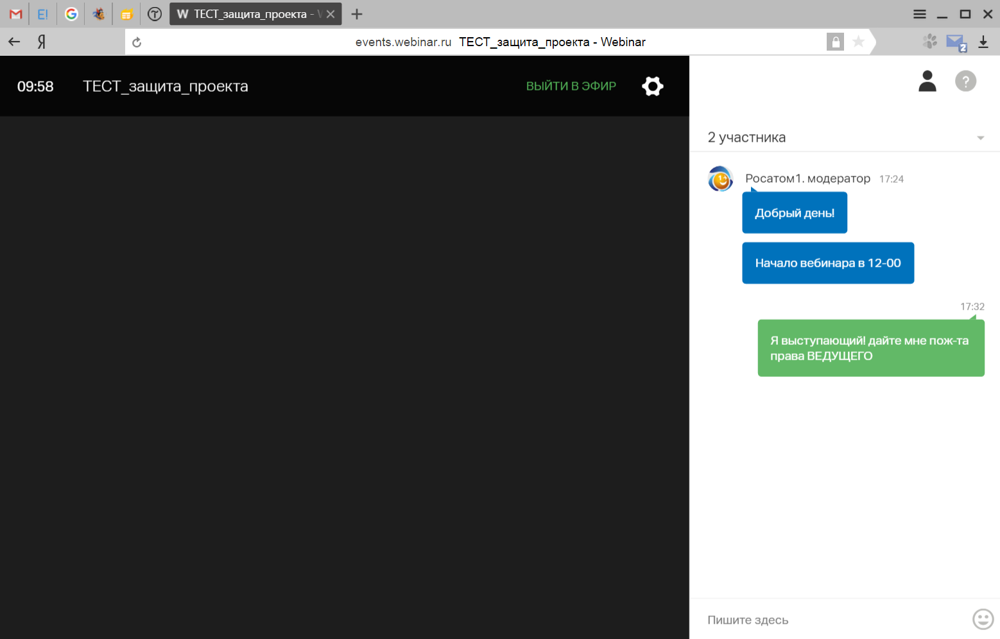 E!
W ТЕСТ_защита_проекта -
Я
events.webinar.ru ТЕСТ_защита_проекта - Webinar
2
09:58
ТЕСТ_защита_проекта
ВЫЙТИ В ЭФИР
?
2 участника
Росатом1. модератор 17:24
Добрый день!
Начало вебинара в 12-00
17:32
Я выступающий! дайте мне пож-та
права ВЕДУЩЕГО
Пишите здесь